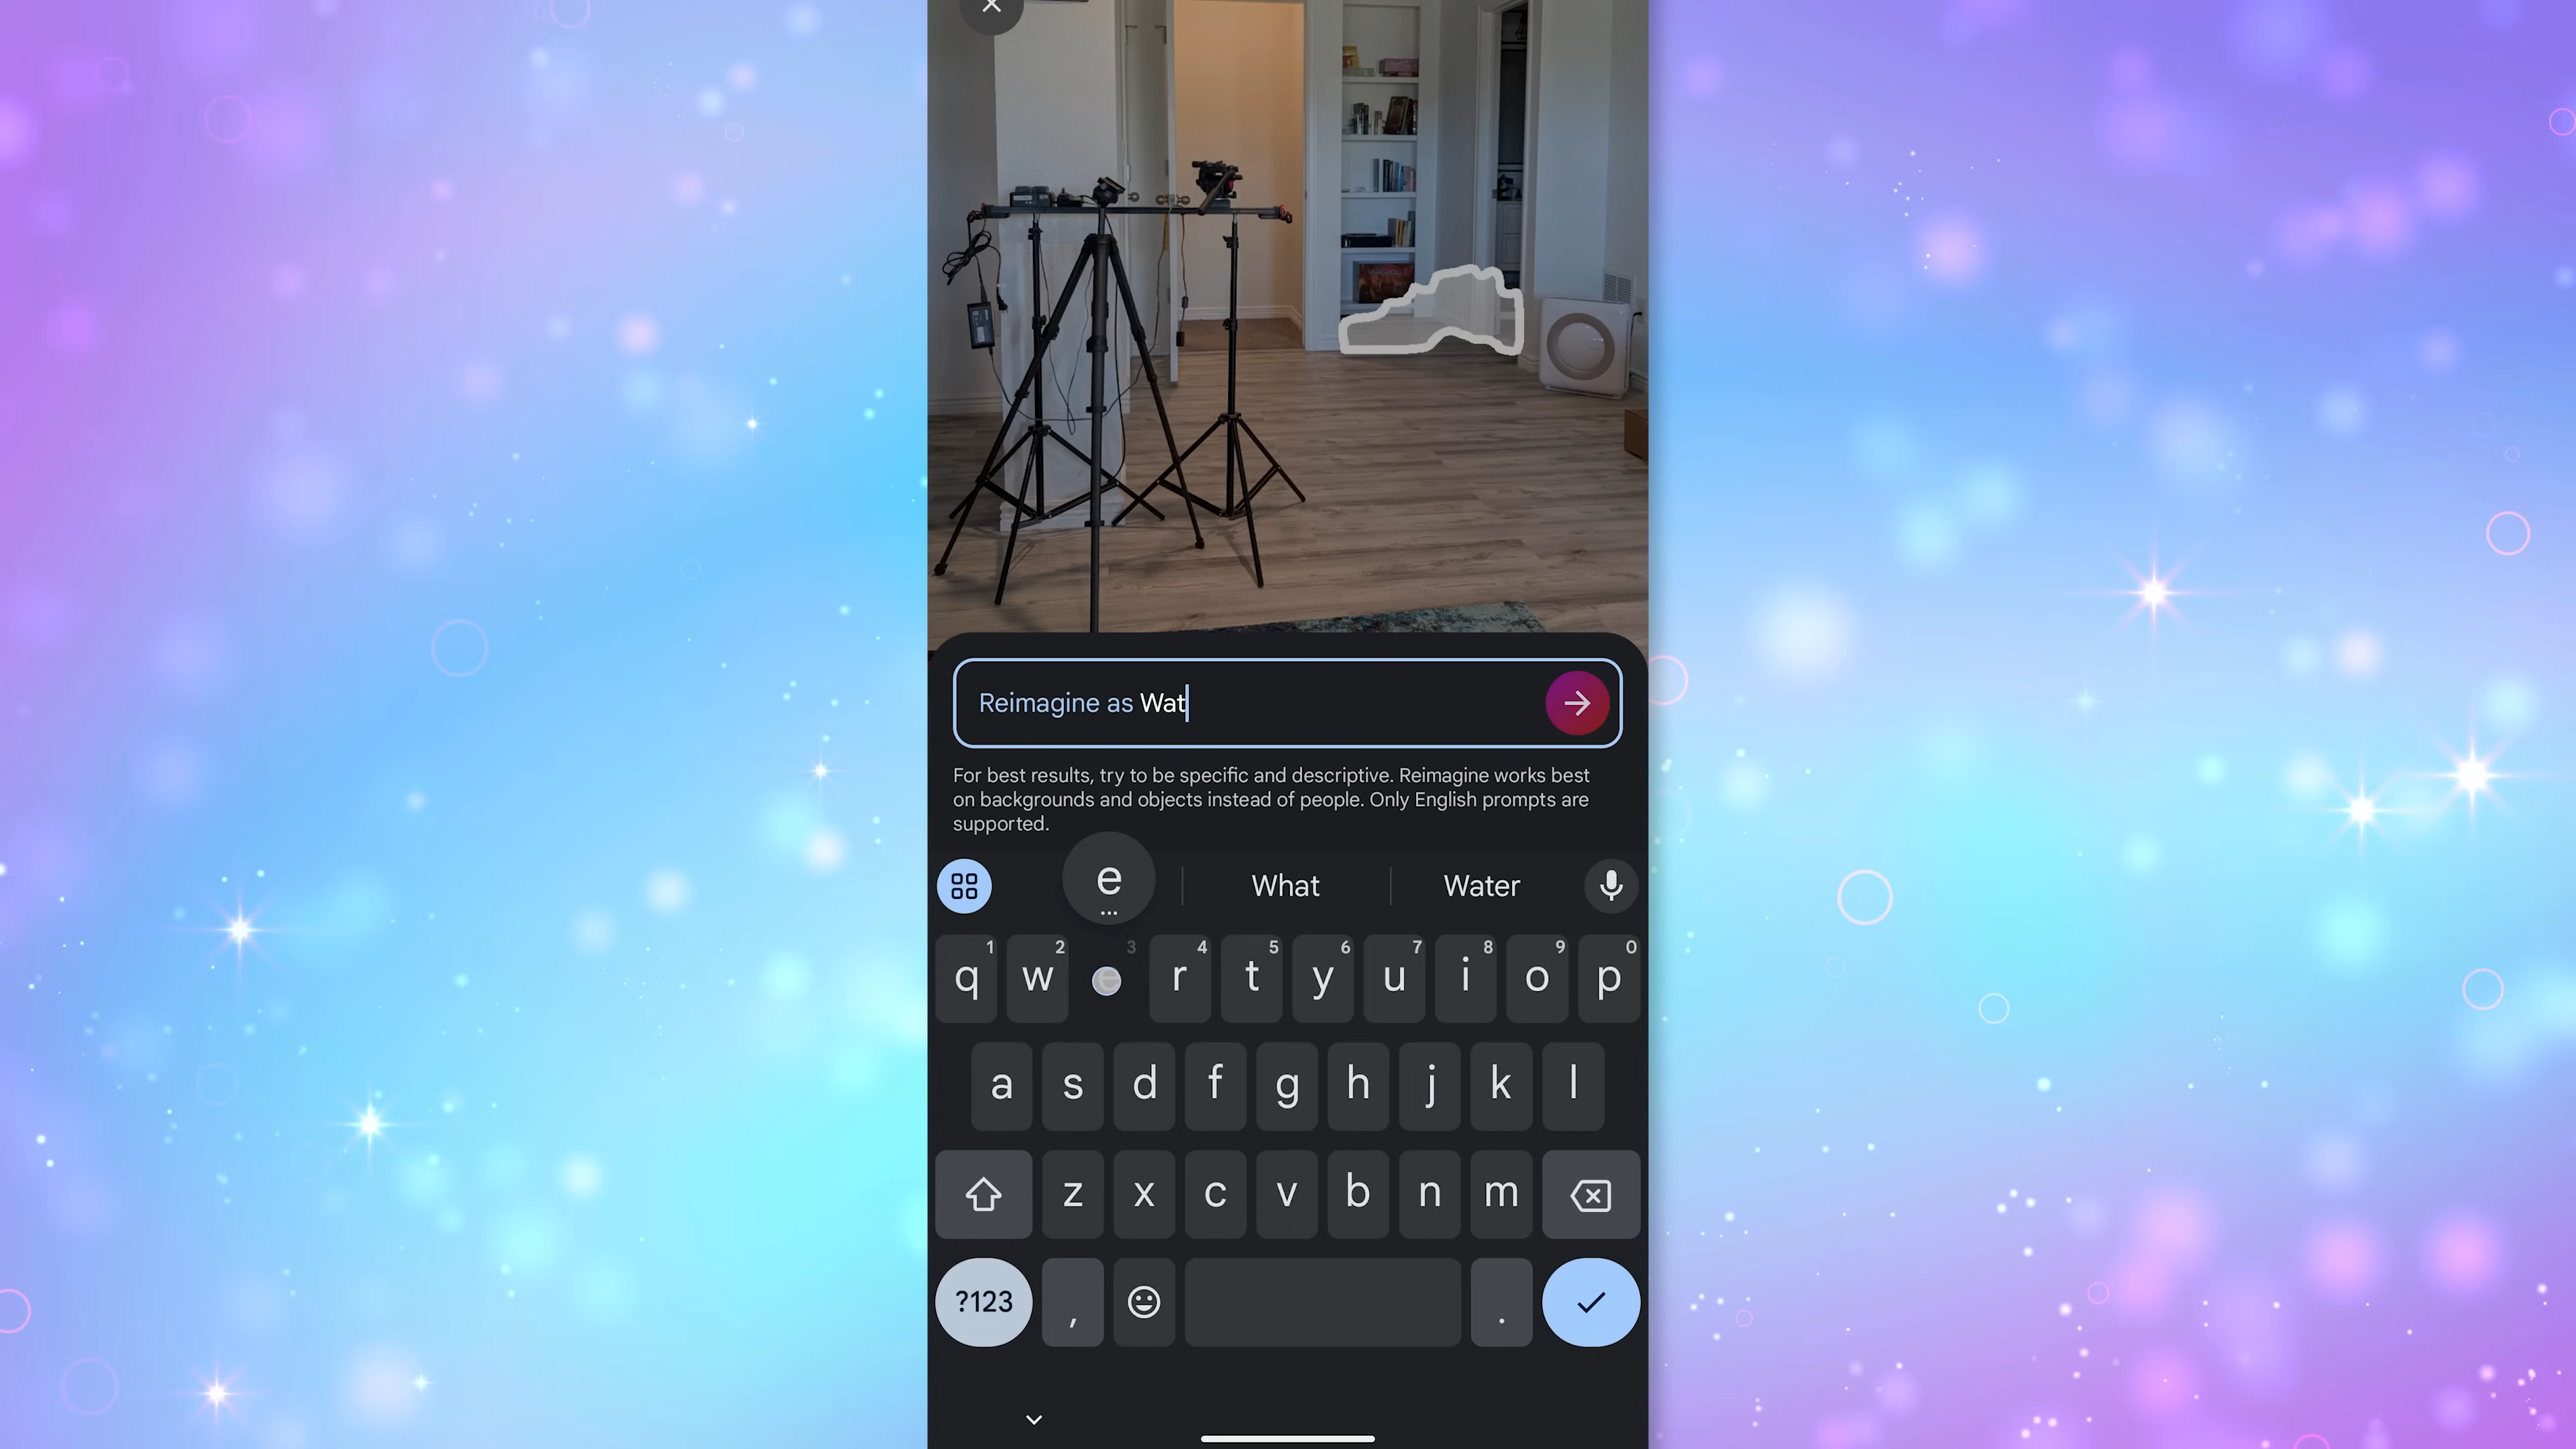 Reimagine as Wat
For best results, try to be specific and descriptive. Reimagine works best
on backgrounds and objects instead of people. Only English prompts are
supported.
e
...
What
Water
1 2 3 4 5 6 7 8 9 0
q w e r t y u i o p
a s d f g h j k l
z x c v b n m
?123 , .